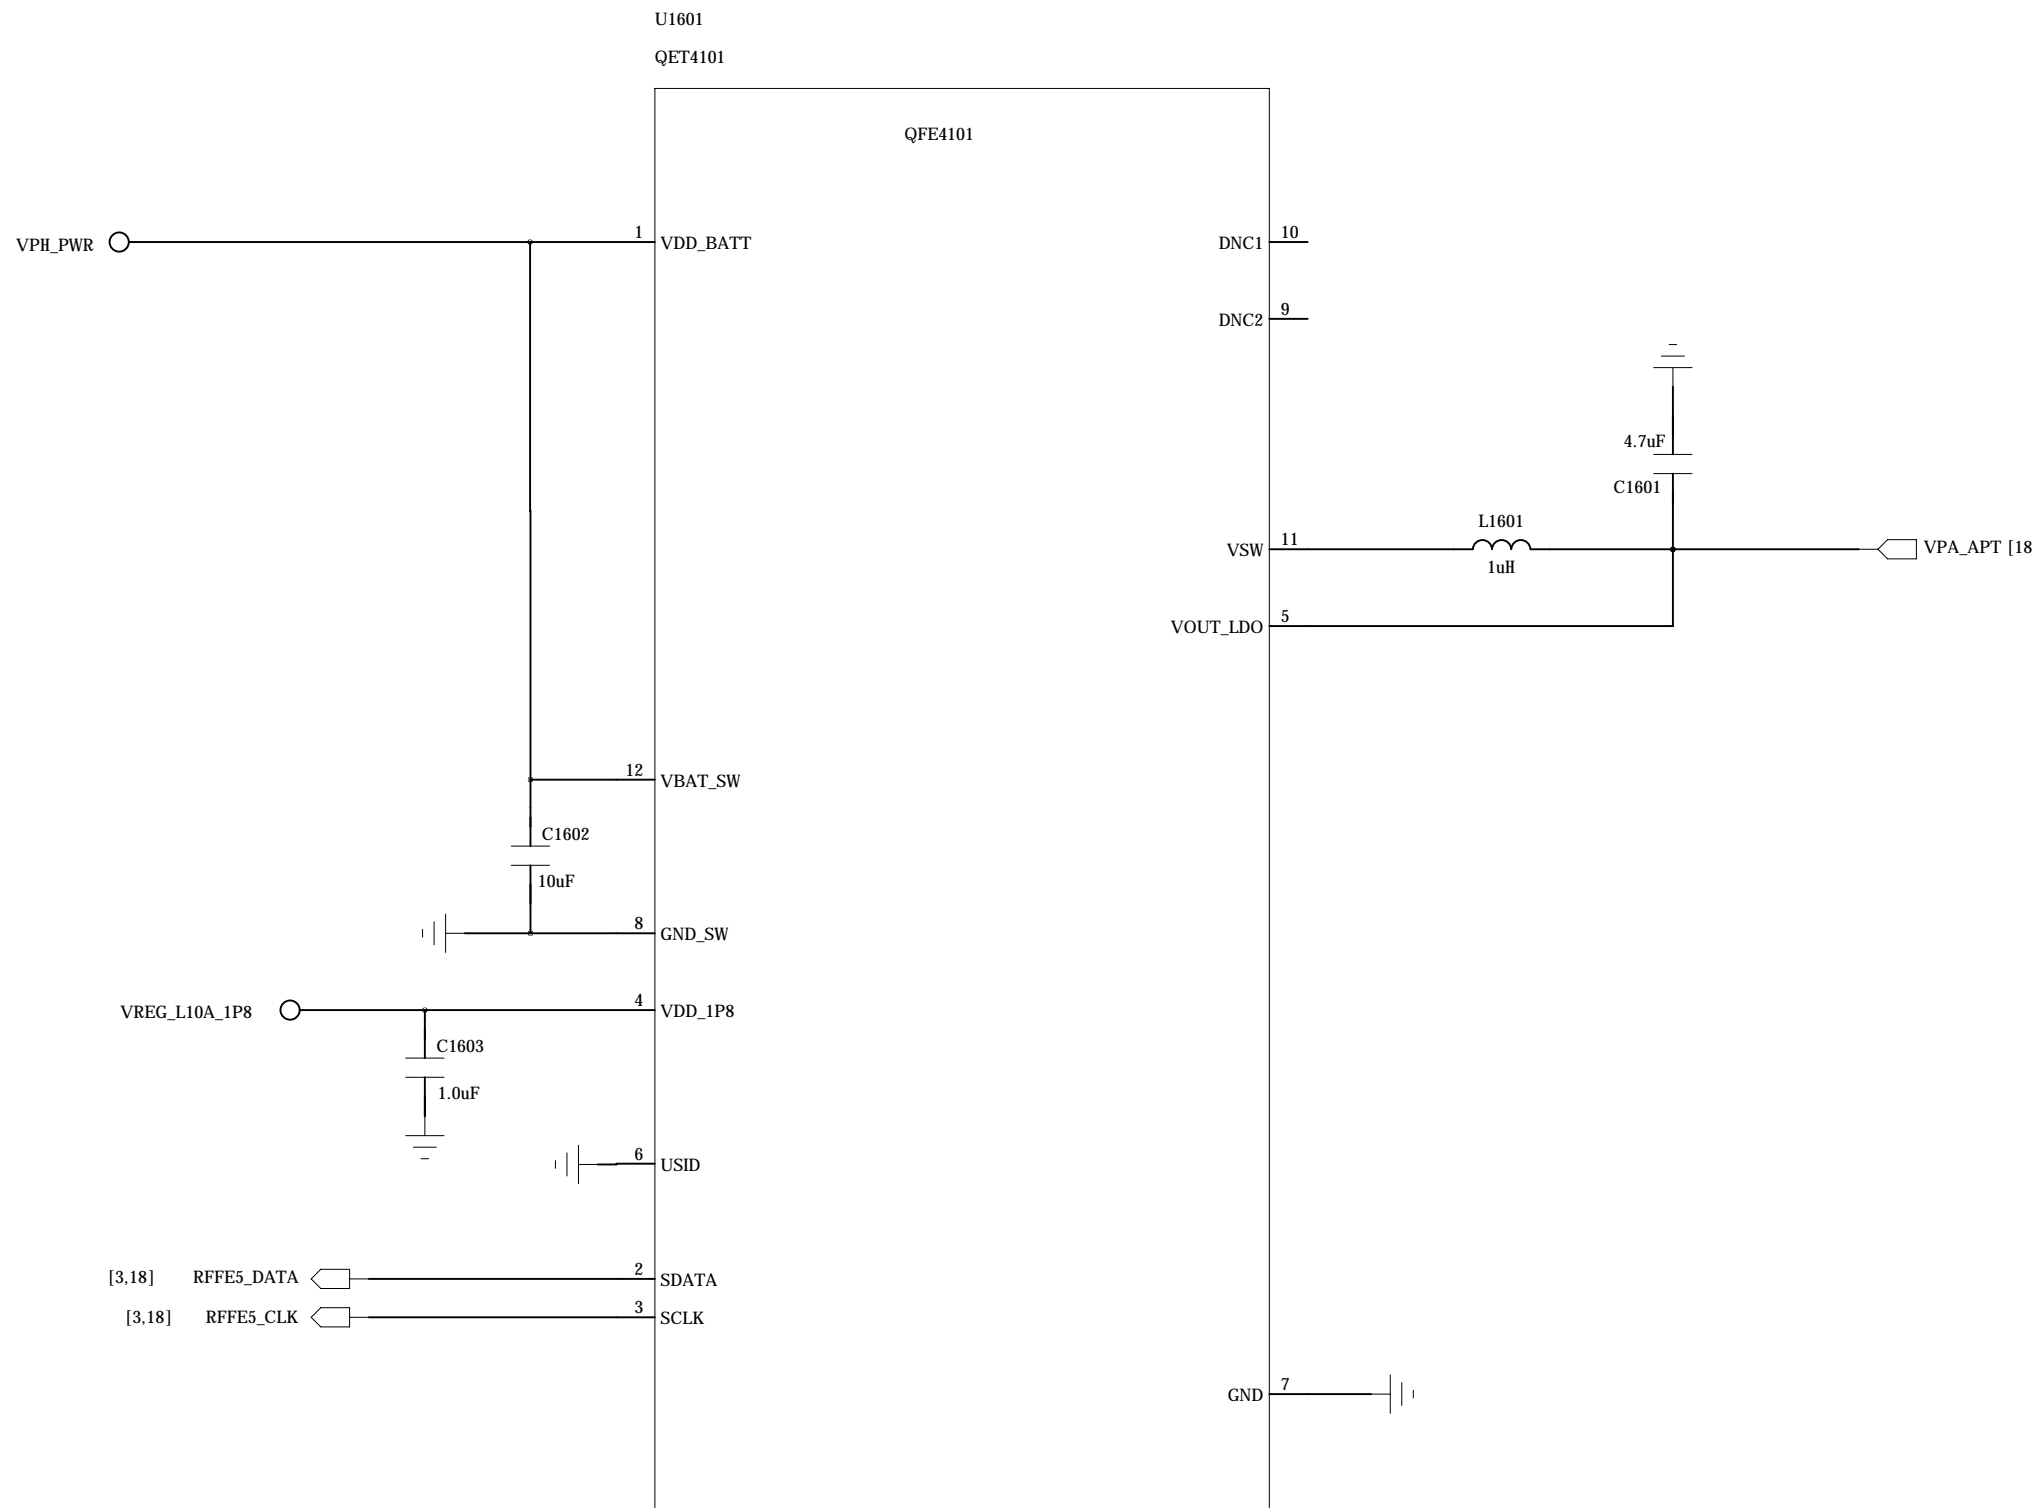 U1601
QET4101
QFE4101
VPH_PWR
1
VDD_BATT
DNC1
10
DNC2
9
4.7uF
C1601
L1601
1uH
VSW
11
VPA_APT [18
VOUT_LDO
5
12
VBAT_SW
C1602
10uF
8
GND_SW
VREG_L10A_1P8
4
VDD_1P8
C1603
1.0uF
6
USID
[3,18] RFFE5_DATA
2
SDATA
[3,18] RFFE5_CLK
3
SCLK
GND
7